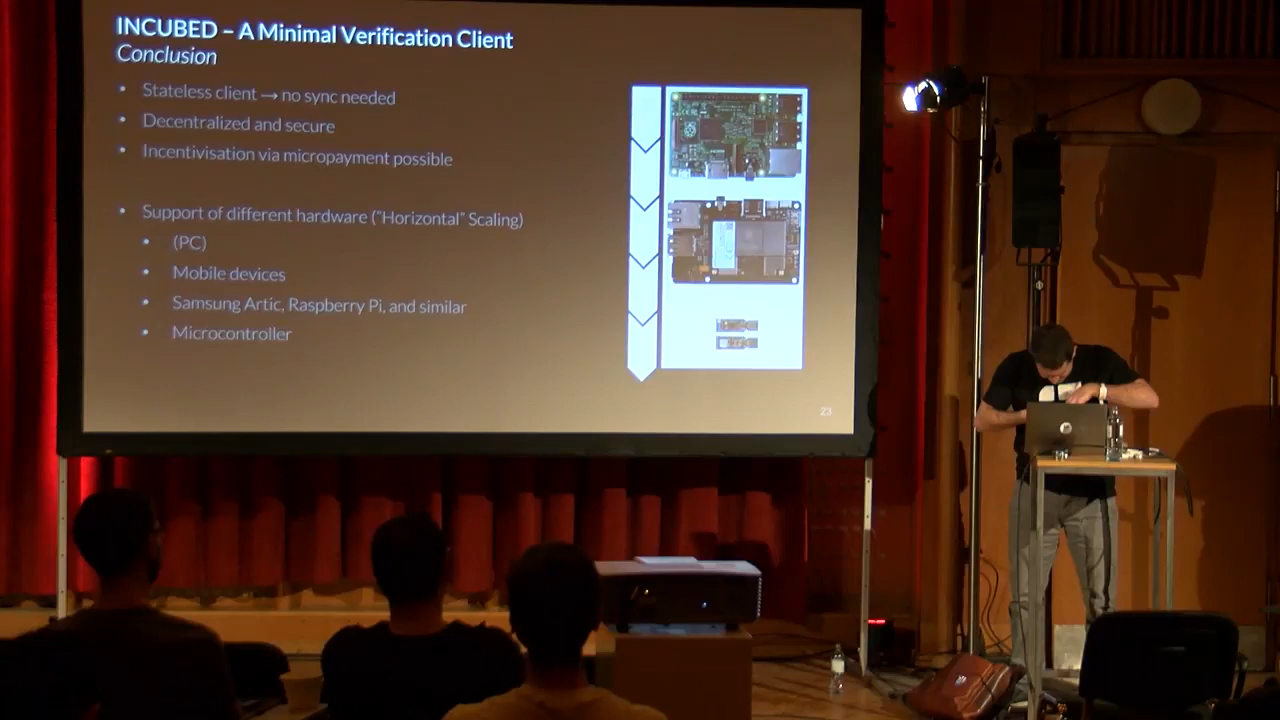 INCUBED – A Minimal Verification Client
Conclusion
• Stateless client → no sync needed
• Decentralized and secure
• Incentivisation via micropayment possible
• Support of different hardware ("Horizontal" Scaling)
• (PC)
• Mobile devices
• Samsung Artic, Raspberry Pi, and similar
• Microcontroller
23